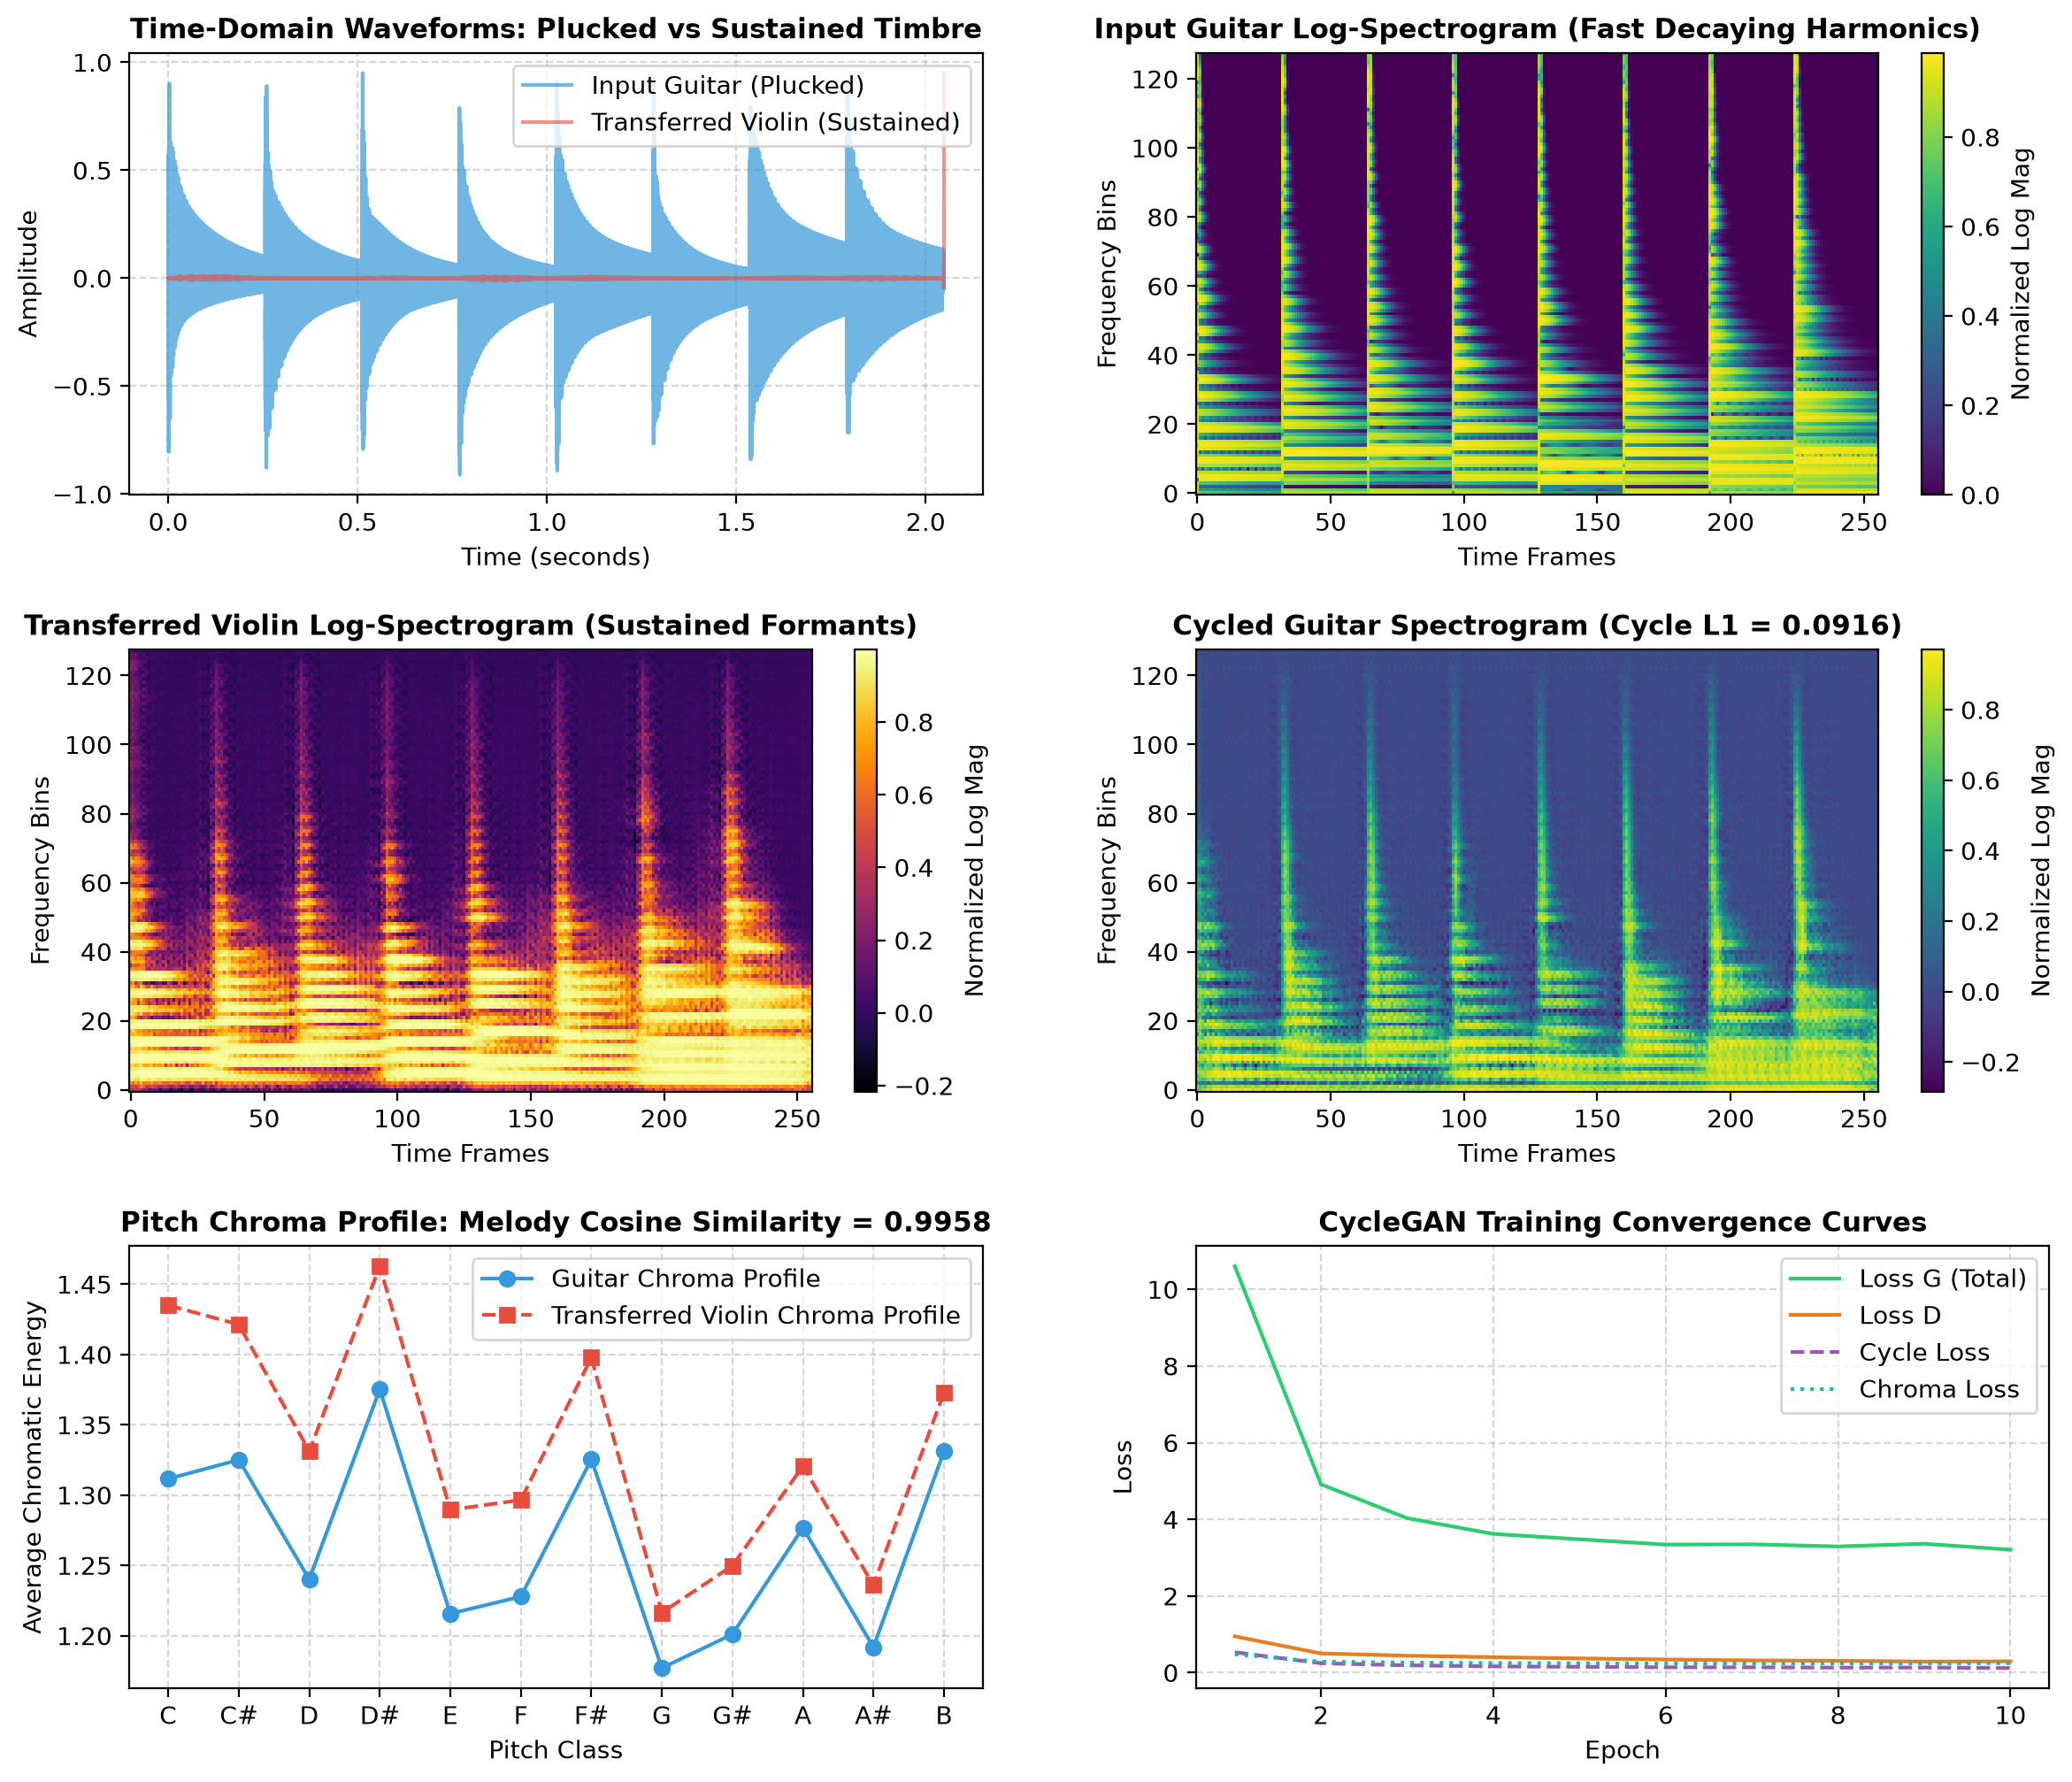 Time-Domain Waveforms: Plucked vs Sustained Timbre
Input Guitar (Plucked)
Transferred Violin (Sustained)
Amplitude
1.0
0.5
0.0
−0.5
−1.0
0.0 0.5 1.0 1.5 2.0
Time (seconds)
Input Guitar Log-Spectrogram (Fast Decaying Harmonics)
Frequency Bins
120
100
80
60
40
20
0
0 50 100 150 200 250
Time Frames
0.8
0.6
0.4
0.2
0.0
Normalized Log Mag
Transferred Violin Log-Spectrogram (Sustained Formants)
Frequency Bins
120
100
80
60
40
20
0
0 50 100 150 200 250
Time Frames
0.8
0.6
0.4
0.2
0.0
−0.2
Normalized Log Mag
Cycled Guitar Spectrogram (Cycle L1 = 0.0916)
Frequency Bins
120
100
80
60
40
20
0
0 50 100 150 200 250
Time Frames
0.8
0.6
0.4
0.2
0.0
−0.2
Normalized Log Mag
Pitch Chroma Profile: Melody Cosine Similarity = 0.9958
Guitar Chroma Profile
Transferred Violin Chroma Profile
Average Chromatic Energy
1.45
1.40
1.35
1.30
1.25
1.20
C C# D D# E F F# G G# A A# B
Pitch Class
CycleGAN Training Convergence Curves
Loss G (Total)
Loss D
Cycle Loss
Chroma Loss
Loss
10
8
6
4
2
0
2 4 6 8 10
Epoch